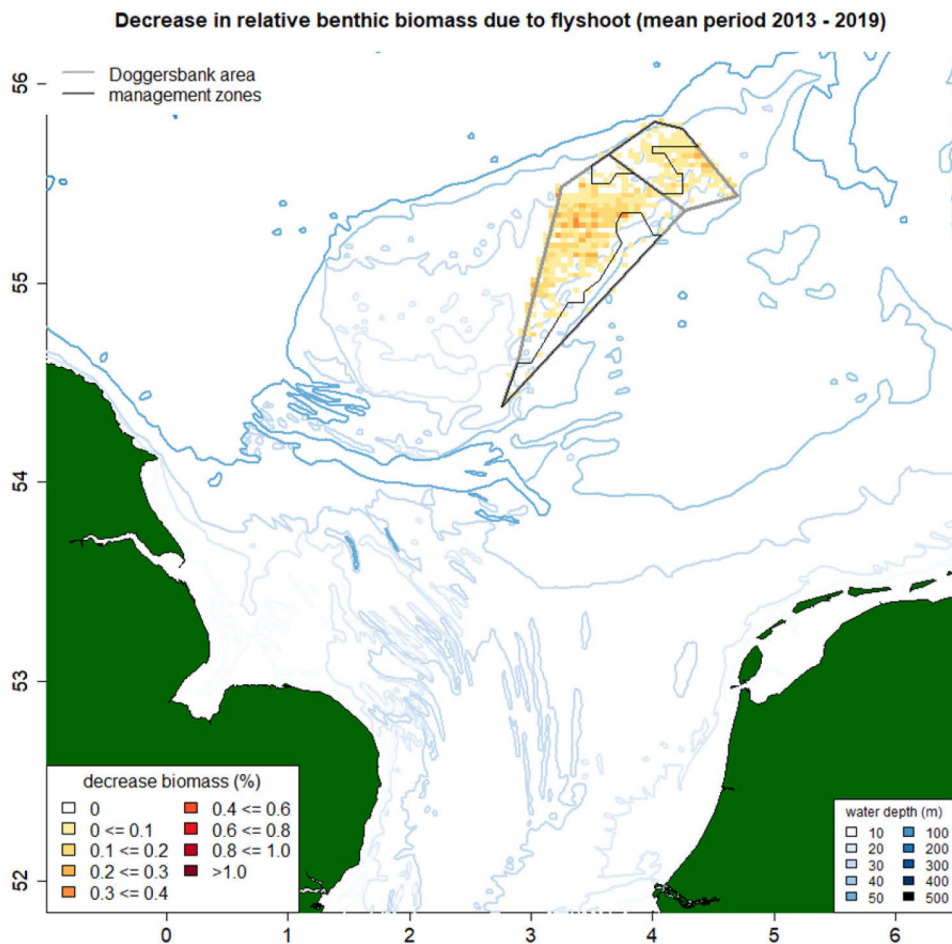 Decrease in relative benthic biomass due to flyshoot (mean period 2013 - 2019)
Doggersbank area
management zones
56
55
54
53
52
decrease biomass (%)
0
0 <= 0.1
0.1 <= 0.2
0.2 <= 0.3
0.3 <= 0.4
0.4 <= 0.6
0.6 <= 0.8
0.8 <= 1.0
>1.0
water depth (m)
10
20
30
40
50
100
200
300
400
500
0 1 2 3 4 5 6